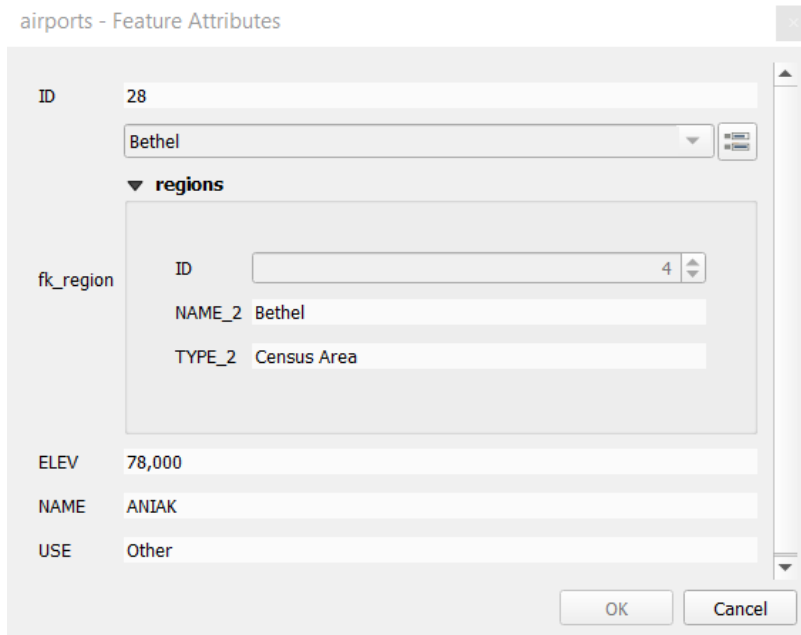 airports - Feature Attributes
ID 28
Bethel
regions
fk_region
ID 4
NAME_2 Bethel
TYPE_2 Census Area
ELEV 78,000
NAME ANIAK
USE Other
OK Cancel